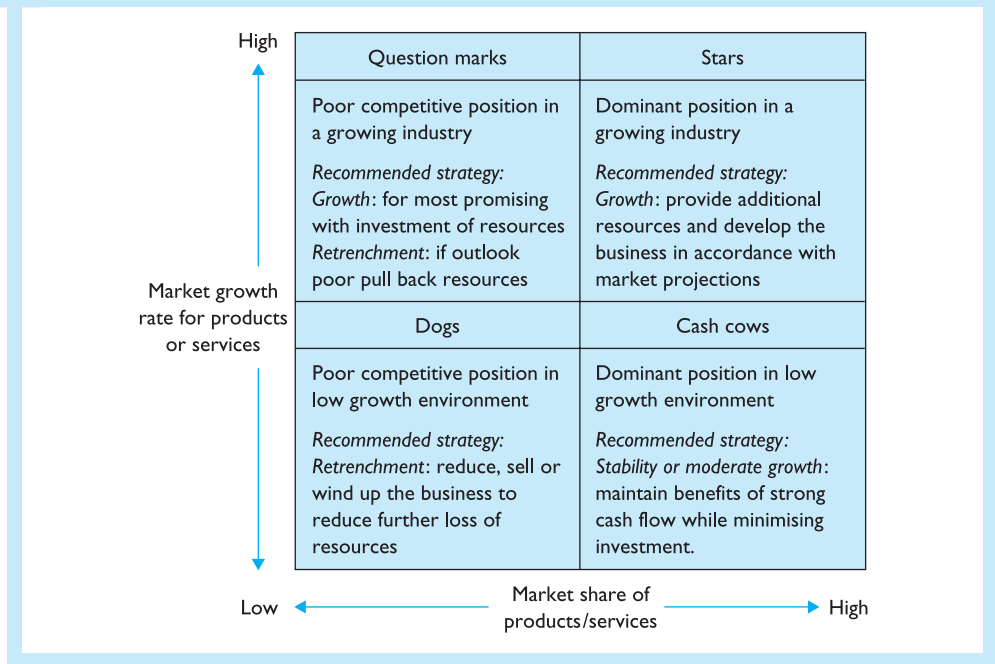 High
Question marks
Stars
Poor competitive position in
a growing industry
Recommended strategy:
Growth: for most promising
with investment of resources
Retrenchment: if outlook
poor pull back resources
Dominant position in a
growing industry
Recommended strategy:
Growth: provide additional
resources and develop the
business in accordance with
market projections
Market growth
rate for products
or services
Dogs
Cash cows
Poor competitive position in
low growth environment
Recommended strategy:
Retrenchment: reduce, sell or
wind up the business to
reduce further loss of
resources
Dominant position in low
growth environment
Recommended strategy:
Stability or moderate growth:
maintain benefits of strong
cash flow while minimising
investment.
Low
Market share of
products/services
High